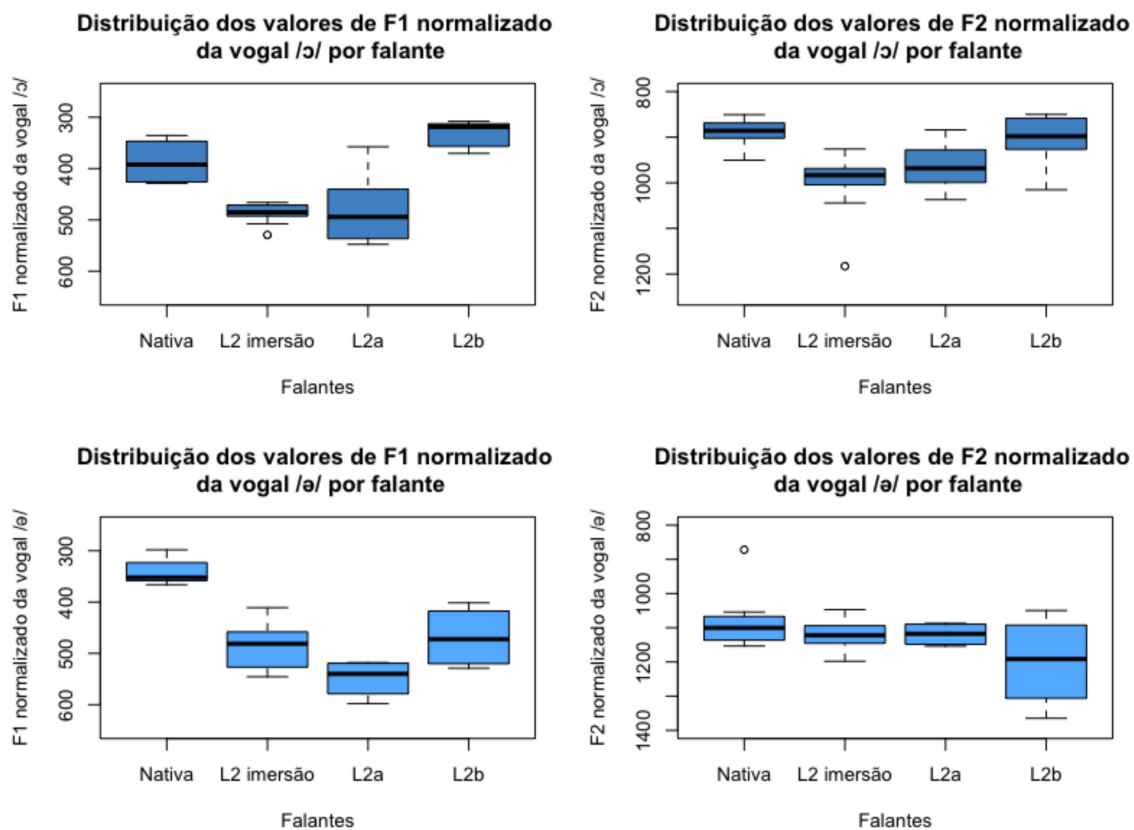 Distribuição dos valores de F1 normalizado
da vogal /ɔ/ por falante
F1 normalizado da vogal /ɔ/
300
400
500
600
Nativa
L2 imersão
L2a
L2b
Falantes
Distribuição dos valores de F2 normalizado
da vogal /ɔ/ por falante
F2 normalizado da vogal /ɔ/
800
1000
1200
Nativa
L2 imersão
L2a
L2b
Falantes
Distribuição dos valores de F1 normalizado
da vogal /ə/ por falante
F1 normalizado da vogal /ə/
300
400
500
600
Nativa
L2 imersão
L2a
L2b
Falantes
Distribuição dos valores de F2 normalizado
da vogal /ə/ por falante
F2 normalizado da vogal /ə/
800
1000
1200
1400
Nativa
L2 imersão
L2a
L2b
Falantes